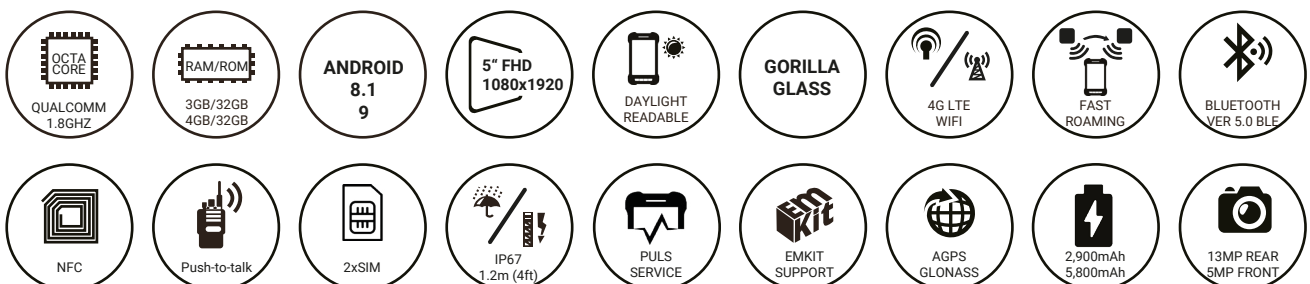 OCTA
CORE
QUALCOMM
1.8GHZ
RAM/ROM
3GB/32GB
4GB/32GB
ANDROID
8.1
9
5“ FHD
1080x1920
DAYLIGHT
READABLE
GORILLA
GLASS
4G LTE
WIFI
FAST
ROAMING
BLUETOOTH
VER 5.0 BLE
NFC
Push-to-talk
2xSIM
IP67
1.2m (4ft)
PULS
SERVICE
Em
Kit
EMKIT
SUPPORT
AGPS
GLONASS
2,900mAh
5,800mAh
13MP REAR
5MP FRONT